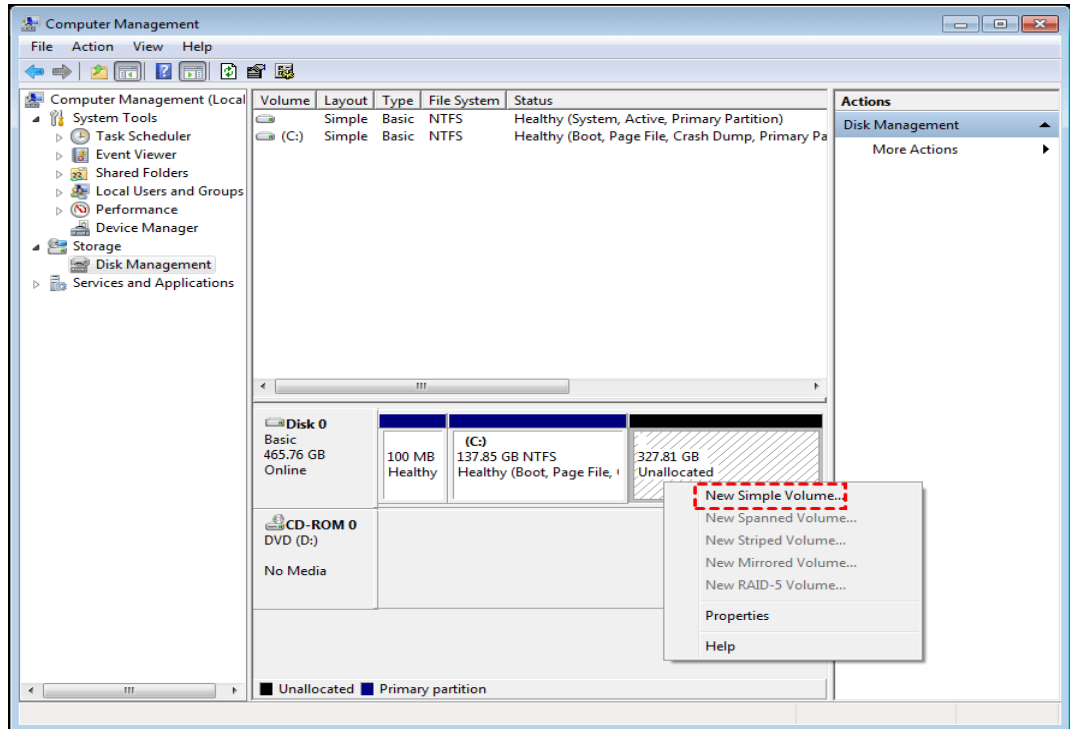 Computer Management
File Action View Help
Computer Management (Local
System Tools
Task Scheduler
Event Viewer
Shared Folders
Local Users and Groups
Performance
Device Manager
Storage
Disk Management
Services and Applications
Volume Layout Type File System Status
Simple Basic NTFS Healthy (System, Active, Primary Partition)
(C:) Simple Basic NTFS Healthy (Boot, Page File, Crash Dump, Primary Pa
Disk 0
Basic
465.76 GB
Online
100 MB
Healthy
(C:)
137.85 GB NTFS
Healthy (Boot, Page File,
327.81 GB
Unallocated
CD-ROM 0
DVD (D:)
No Media
New Simple Volume...
New Spanned Volume...
New Striped Volume...
New Mirrored Volume...
New RAID-5 Volume...
Properties
Help
Unallocated Primary partition
Actions
Disk Management
More Actions